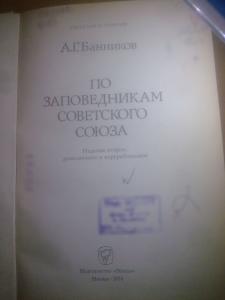 А.Г. Банников
ПО
ЗАПОВЕДНИКАМ
СОВЕТСКОГО
СОЮЗА
Издание второе,
дополненное и переработанное
Издательство «Мысль»
Москва · 1974